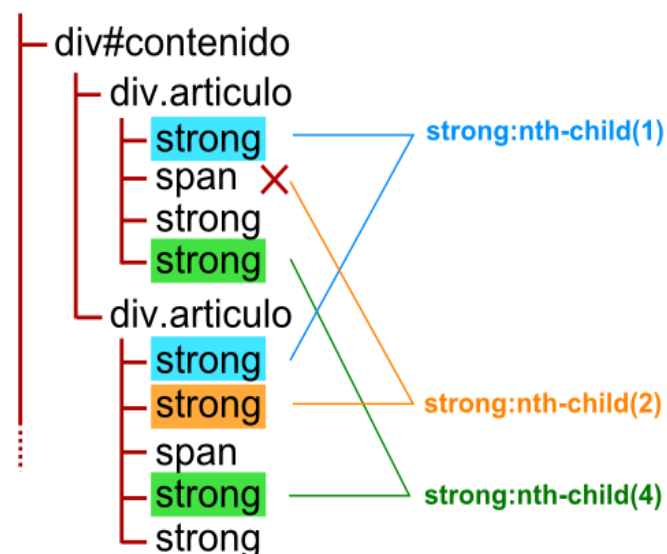 div#contenido
div.articulo
strong
strong:nth-child(1)
span
strong
strong
div.articulo
strong
strong
strong:nth-child(2)
span
strong
strong:nth-child(4)
strong